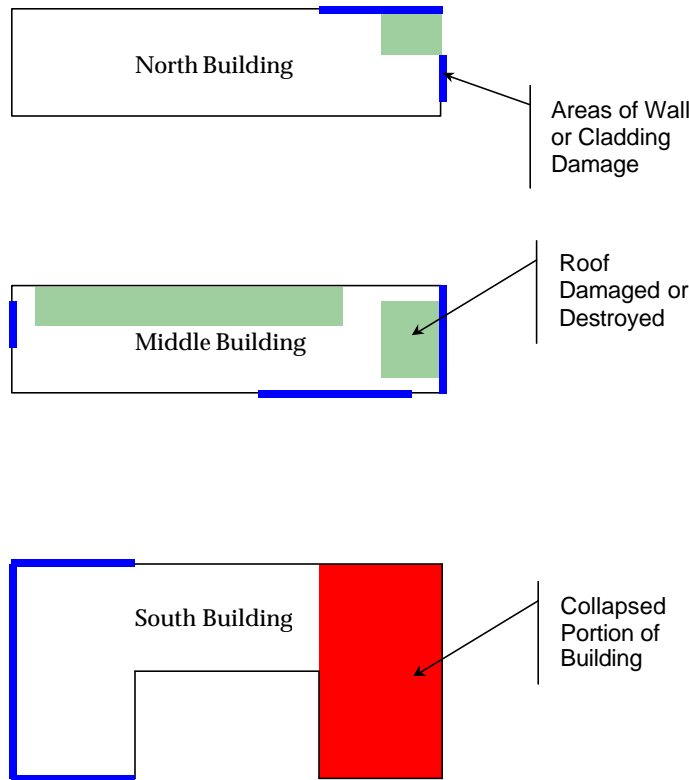 North Building
Areas of Wall
or Cladding
Damage
Roof
Damaged or
Destroyed
Middle Building
South Building
Collapsed
Portion of
Building